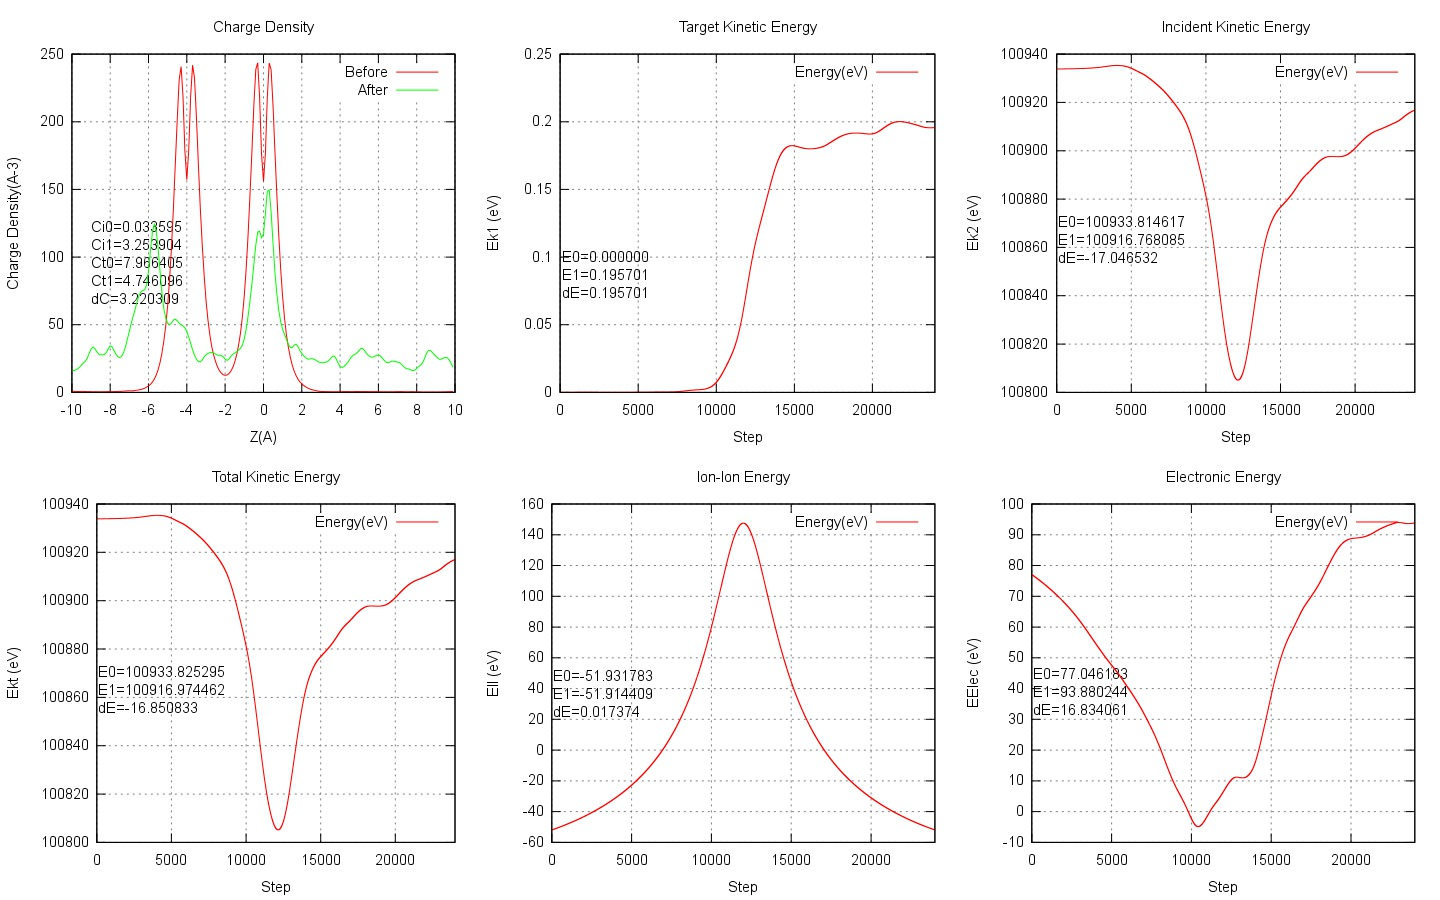 Charge Density
250
200
150
100
50
0
-10 -8 -6 -4 -2 0 2 4 6 8 10
Charge Density(A-3)
Z(A)
Before
After
Ci0=0.033595
Ci1=3.253904
Ct0=7.966405
Ct1=4.746096
dC=3.220309
Target Kinetic Energy
0.25
0.2
0.15
0.1
0.05
0
0 5000 10000 15000 20000
Ek1 (eV)
Step
Energy(eV)
E0=0.000000
E1=0.195701
dE=0.195701
Incident Kinetic Energy
100940
100920
100900
100880
100860
100840
100820
100800
0 5000 10000 15000 20000
Ek2 (eV)
Step
Energy(eV)
E0=100933.814617
E1=100916.768085
dE=-17.046532
Total Kinetic Energy
100940
100920
100900
100880
100860
100840
100820
100800
0 5000 10000 15000 20000
Ekt (eV)
Step
Energy(eV)
E0=100933.825295
E1=100916.974462
dE=-16.850833
Ion-Ion Energy
160
140
120
100
80
60
40
20
0
-20
-40
-60
0 5000 10000 15000 20000
EII (eV)
Step
Energy(eV)
E0=-51.931783
E1=-51.914409
dE=0.017374
Electronic Energy
100
90
80
70
60
50
40
30
20
10
0
-10
0 5000 10000 15000 20000
EElec (eV)
Step
Energy(eV)
E0=77.046183
E1=93.880244
dE=16.834061